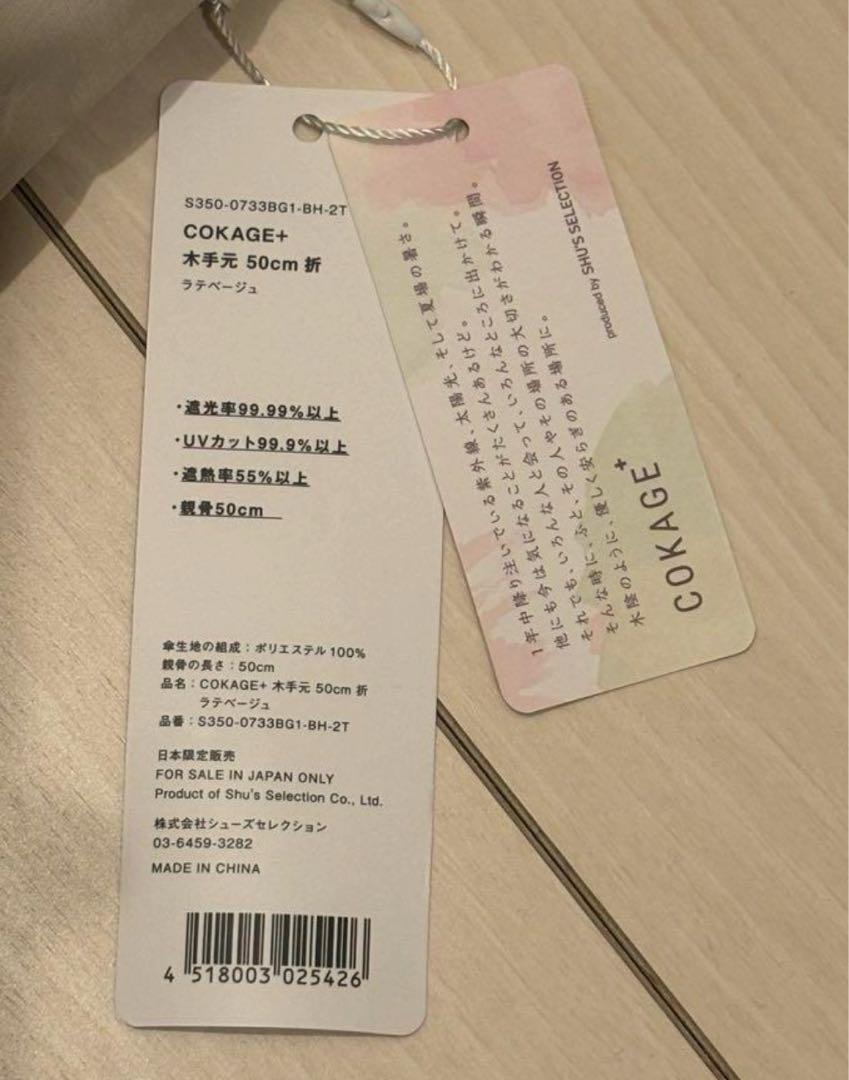 S350-0733BG1-BH-2T
COKAGE+
木手元 50cm 折
ラテベージュ
・遮光率99.99%以上
・UVカット99.9%以上
・遮熱率55%以上
・親骨50cm
傘生地の組成：ポリエステル100%
親骨の長さ：50cm
品名：COKAGE+ 木手元 50cm 折
ラテベージュ
品番：S350-0733BG1-BH-2T
日本限定販売
FOR SALE IN JAPAN ONLY
Product of Shu's Selection Co., Ltd.
株式会社シューズセレクション
03-6459-3282
MADE IN CHINA
4 518003 025426
1年中降り注いでいる紫外線、太陽光、そして夏場の暑さ。
他にも今は気になることがたくさんあるけど。
それでも、いろんな人と会って、いろんなところに出かけて。
そんな時に、ふと、その人やその場所の大切さがわかる瞬間。
木陰のように、優しく安らぎのある場所に。
COKAGE+
produced by SHU'S SELECTION